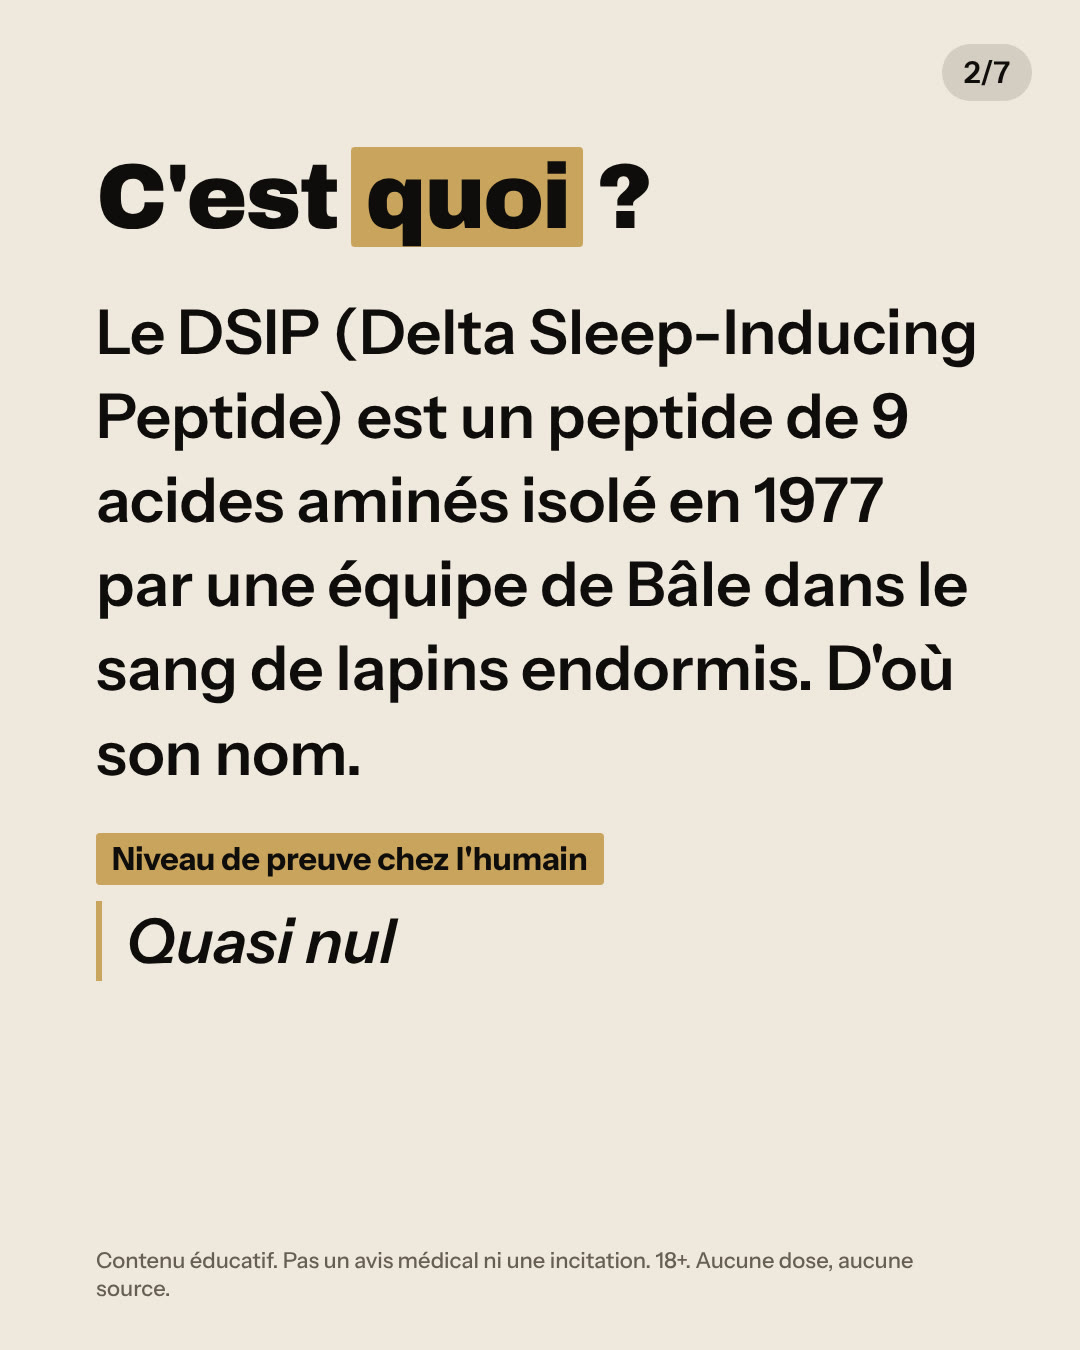 2/7
C'est quoi ?
Le DSIP (Delta Sleep-Inducing
Peptide) est un peptide de 9
acides aminés isolé en 1977
par une équipe de Bâle dans le
sang de lapins endormis. D'où
son nom.
Niveau de preuve chez l'humain
Quasi nul
Contenu éducatif. Pas un avis médical ni une incitation. 18+. Aucune dose, aucune
source.